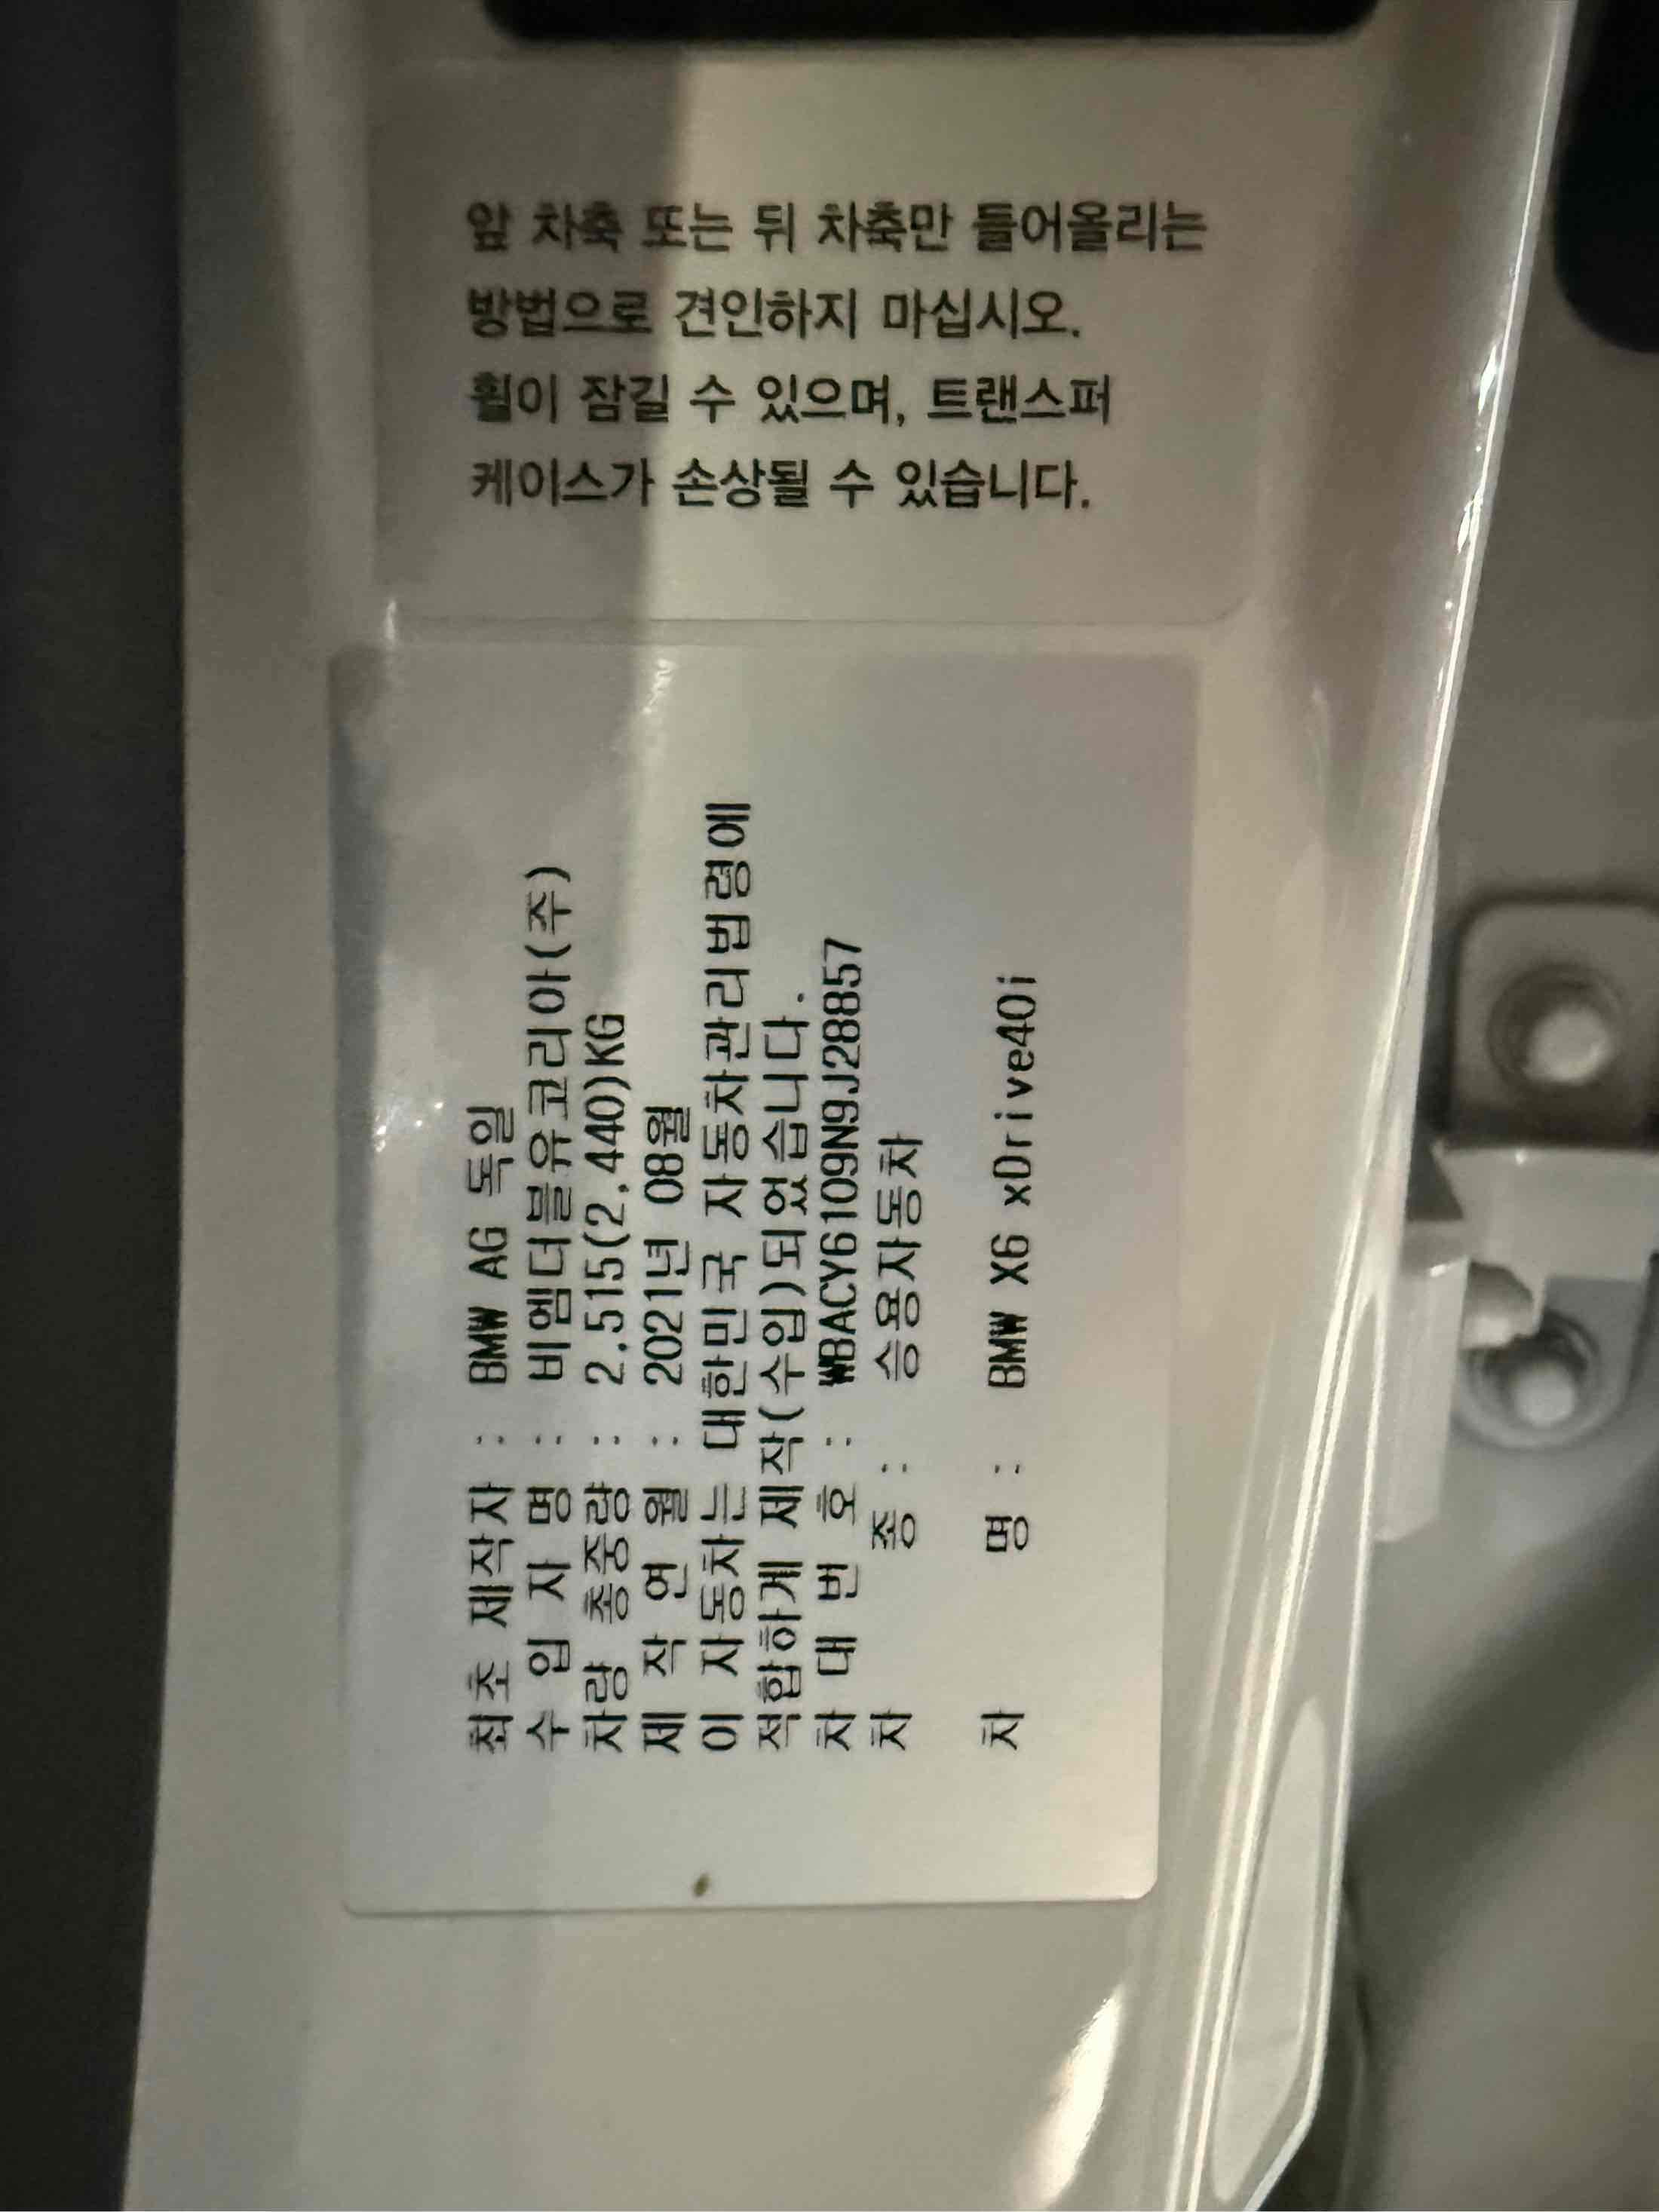 앞 차축 또는 뒤 차축만 들어올리는
방법으로 견인하지 마십시오.
휠이 잠길 수 있으며, 트랜스퍼
케이스가 손상될 수 있습니다.
최초 제작자 : BMW AG 독일
수 입 자 명 : 비엠더블유코리아(주)
차량 총중량 : 2,515(2,440)KG
제 작 연 월 : 2021년 08월
이 자동차는 대한민국 자동차관리법령에
적합하게 제작(수입)되었습니다.
차 대 번 호 : WBACY6109N9J28857
차 종 : 승용자동차
차 명 : BMW X6 xDrive40i